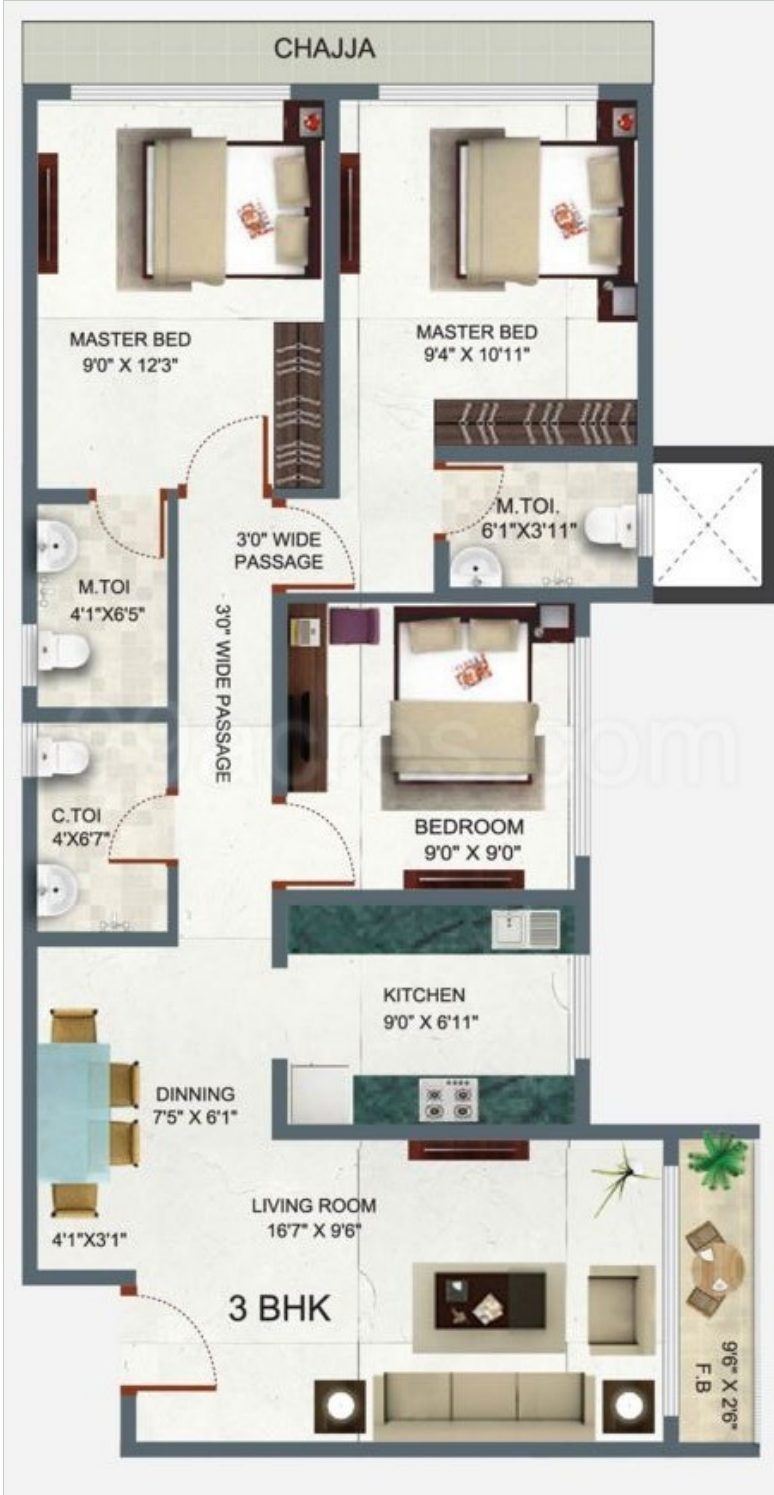 CHAJJA
MASTER BED
9'0" X 12'3"
MASTER BED
9'4" X 10'11"
3'0" WIDE
PASSAGE
M.TOI.
6'1"X3'11"
M.TOI
4'1"X6'5"
3'0" WIDE PASSAGE
99acres.com
C.TOI
4'X6'7"
BEDROOM
9'0" X 9'0"
KITCHEN
9'0" X 6'11"
DINNING
7'5" X 6'1"
LIVING ROOM
16'7" X 9'6"
4'1"X3'1"
3 BHK
9'6" X 2'6"
F.B